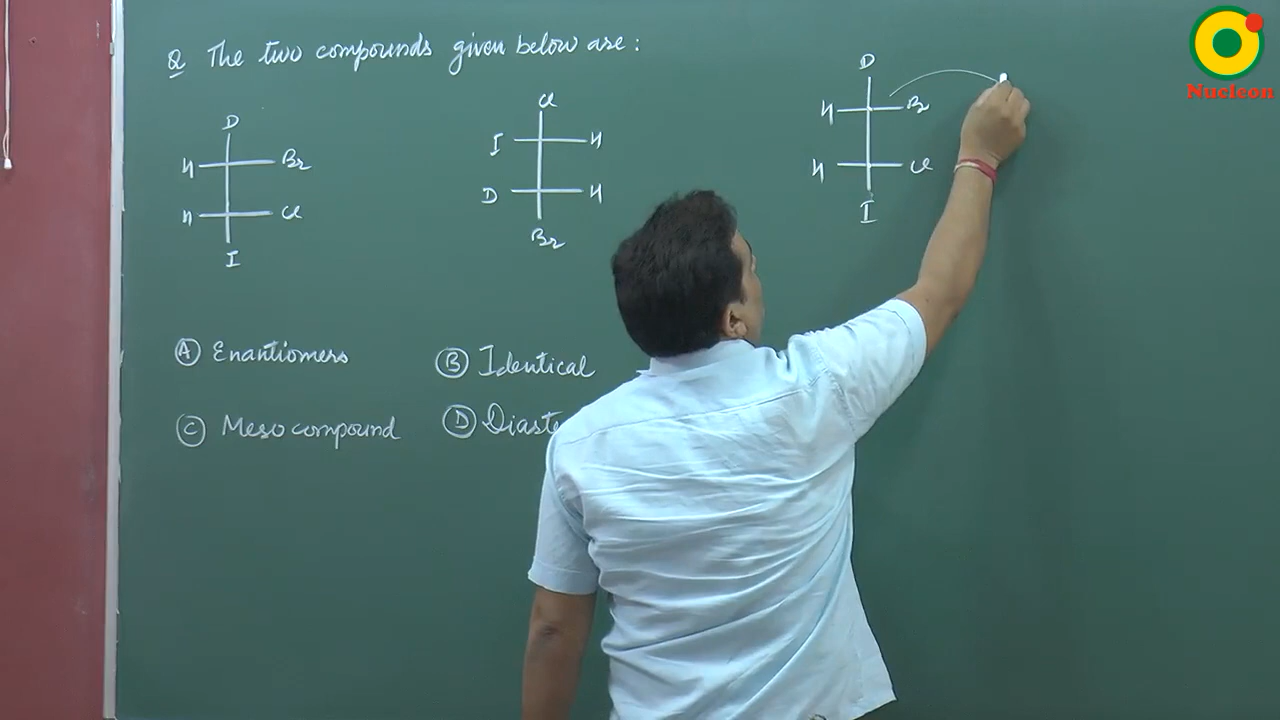 Q The two compounds given below are :
D
H Br
H Cl
I
Cl
I H
D H
Br
D
H Br
H Cl
I
Nucleon
A Enantiomers
B Identical
C Meso compound
D Diaste